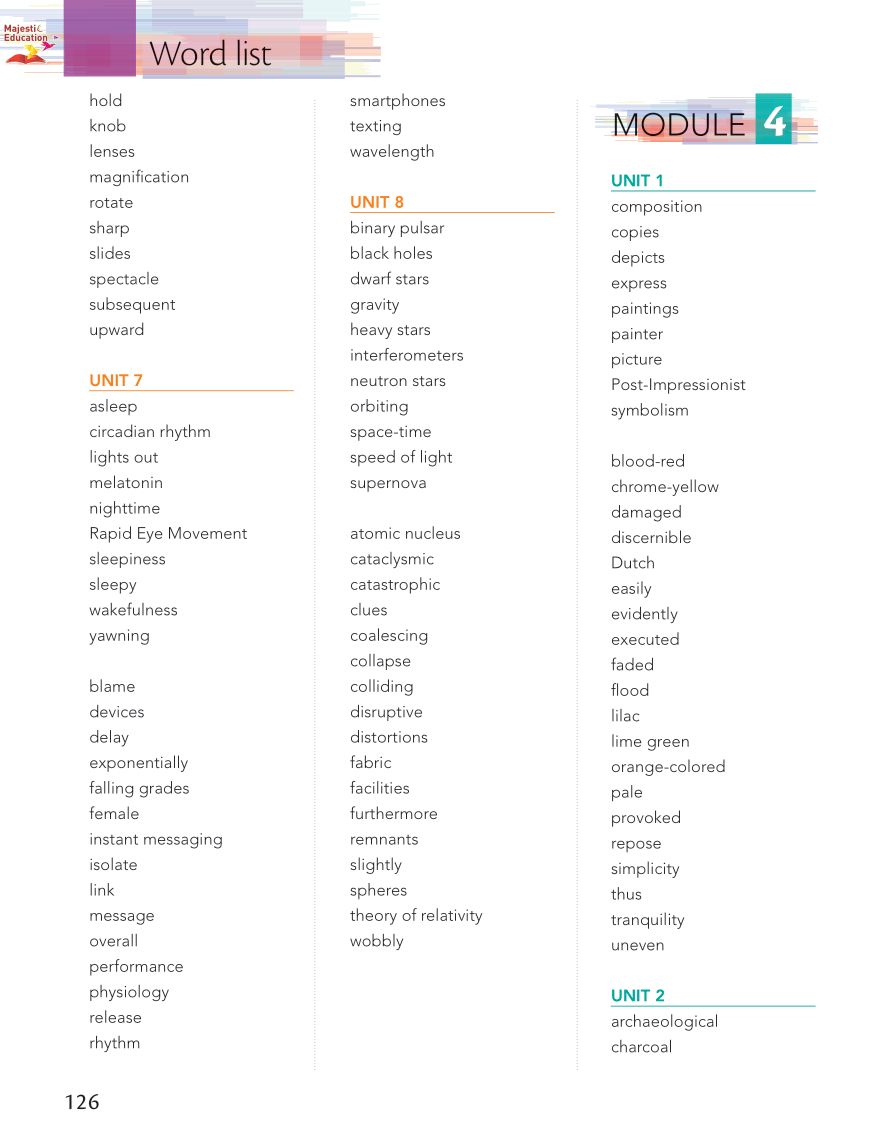 Majestic
Education
Word list
hold
knob
lenses
magnification
rotate
sharp
slides
spectacle
subsequent
upward
UNIT 7
asleep
circadian rhythm
lights out
melatonin
nighttime
Rapid Eye Movement
sleepiness
sleepy
wakefulness
yawning
blame
devices
delay
exponentially
falling grades
female
instant messaging
isolate
link
message
overall
performance
physiology
release
rhythm
smartphones
texting
wavelength
UNIT 8
binary pulsar
black holes
dwarf stars
gravity
heavy stars
interferometers
neutron stars
orbiting
space-time
speed of light
supernova
atomic nucleus
cataclysmic
catastrophic
clues
coalescing
collapse
colliding
disruptive
distortions
fabric
facilities
furthermore
remnants
slightly
spheres
theory of relativity
wobbly
MODULE 4
UNIT 1
composition
copies
depicts
express
paintings
painter
picture
Post-Impressionist
symbolism
blood-red
chrome-yellow
damaged
discernible
Dutch
easily
evidently
executed
faded
flood
lilac
lime green
orange-colored
pale
provoked
repose
simplicity
thus
tranquility
uneven
UNIT 2
archaeological
charcoal
126